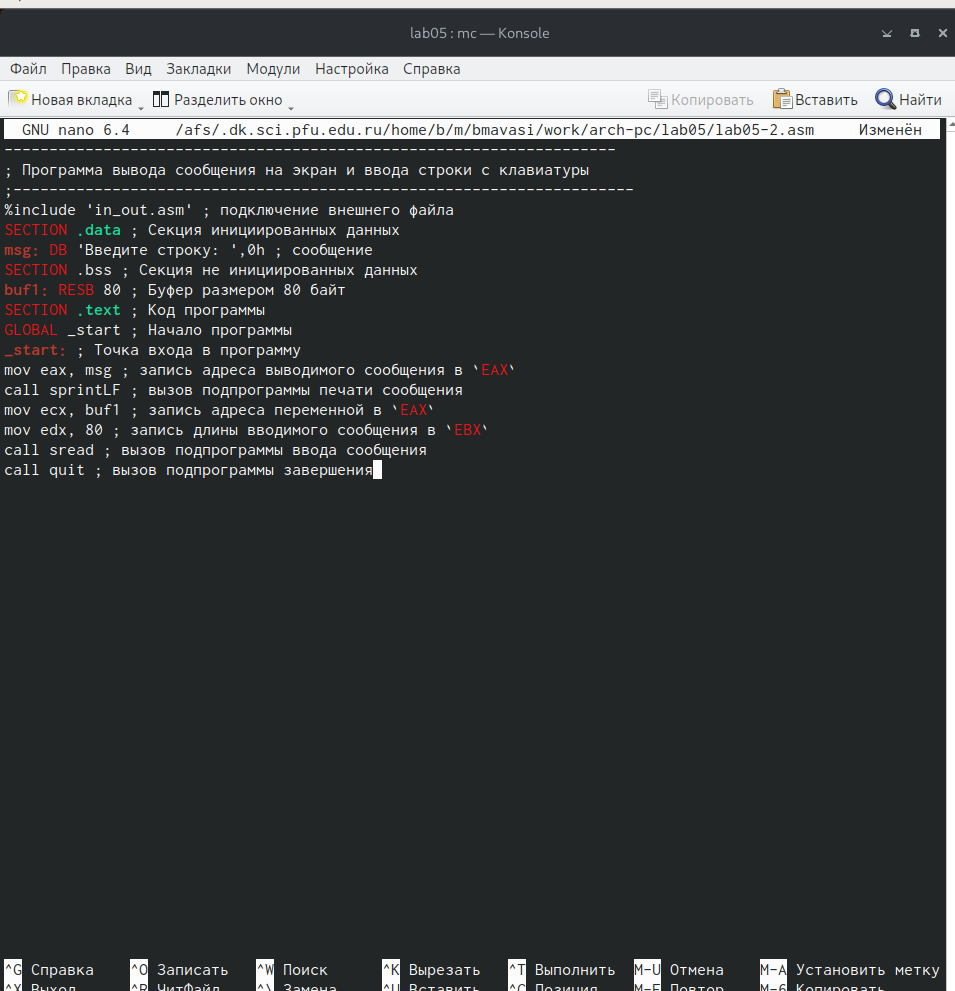 lab05 : mc — Konsole
Файл Правка Вид Закладки Модули Настройка Справка
Новая вкладка Разделить окно Копировать Вставить Найти
GNU nano 6.4 /afs/.dk.sci.pfu.edu.ru/home/b/m/bmavasi/work/arch-pc/lab05/lab05-2.asm Изменён
--------------------------------------------------------------------
; Программа вывода сообщения на экран и ввода строки с клавиатуры
;---------------------------------------------------------------------
%include 'in_out.asm' ; подключение внешнего файла
SECTION .data ; Секция инициированных данных
msg: DB 'Введите строку: ',0h ; сообщение
SECTION .bss ; Секция не инициированных данных
buf1: RESB 80 ; Буфер размером 80 байт
SECTION .text ; Код программы
GLOBAL _start ; Начало программы
_start: ; Точка входа в программу
mov eax, msg ; запись адреса выводимого сообщения в `EAX`
call sprintLF ; вызов подпрограммы печати сообщения
mov ecx, buf1 ; запись адреса переменной в `EAX`
mov edx, 80 ; запись длины вводимого сообщения в `EBX`
call sread ; вызов подпрограммы ввода сообщения
call quit ; вызов подпрограммы завершения
^G Справка ^O Записать ^W Поиск ^K Вырезать ^T Выполнить M-U Отмена M-A Установить метку
^X Выход ^R ЧитФайл ^\ Замена ^U Вставить ^C Позиция M-E Повтор M-6 Копировать